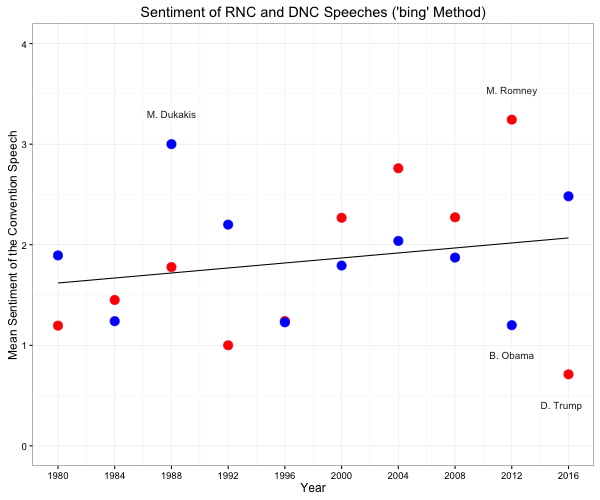 Sentiment of RNC and DNC Speeches ('bing' Method)
Mean Sentiment of the Convention Speech
4
3
2
1
0
M. Romney
M. Dukakis
B. Obama
D. Trump
1980 1984 1988 1992 1996 2000 2004 2008 2012 2016
Year